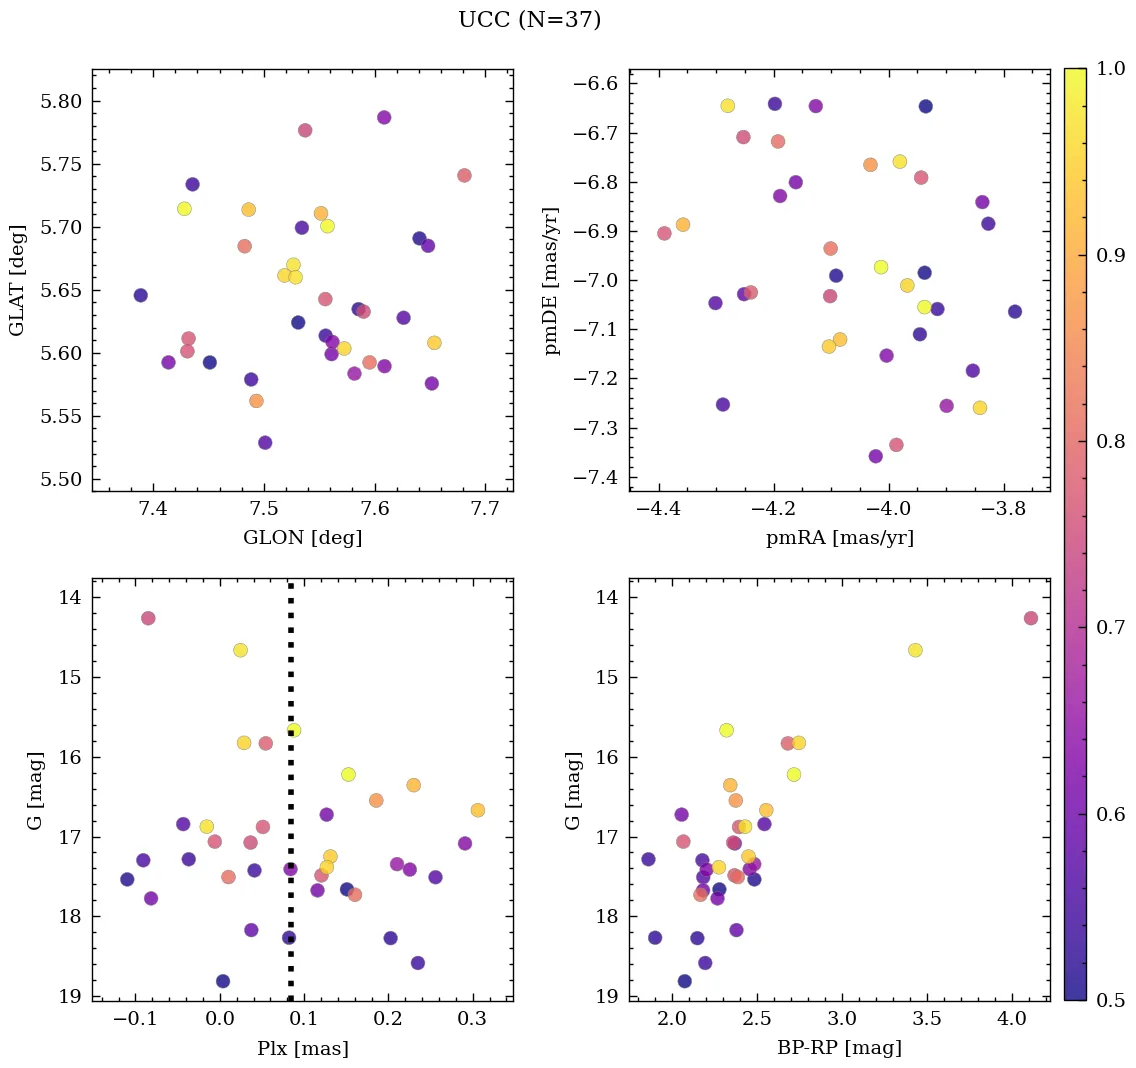 UCC (N=37)
5.80
5.75
5.70
5.65
5.60
5.55
5.50
GLAT [deg]
7.4 7.5 7.6 7.7
GLON [deg]
−6.6
−6.7
−6.8
−6.9
−7.0
−7.1
−7.2
−7.3
−7.4
pmDE [mas/yr]
−4.4 −4.2 −4.0 −3.8
pmRA [mas/yr]
14
15
16
17
18
19
G [mag]
−0.1 0.0 0.1 0.2 0.3
Plx [mas]
14
15
16
17
18
19
G [mag]
2.0 2.5 3.0 3.5 4.0
BP-RP [mag]
1.0
0.9
0.8
0.7
0.6
0.5